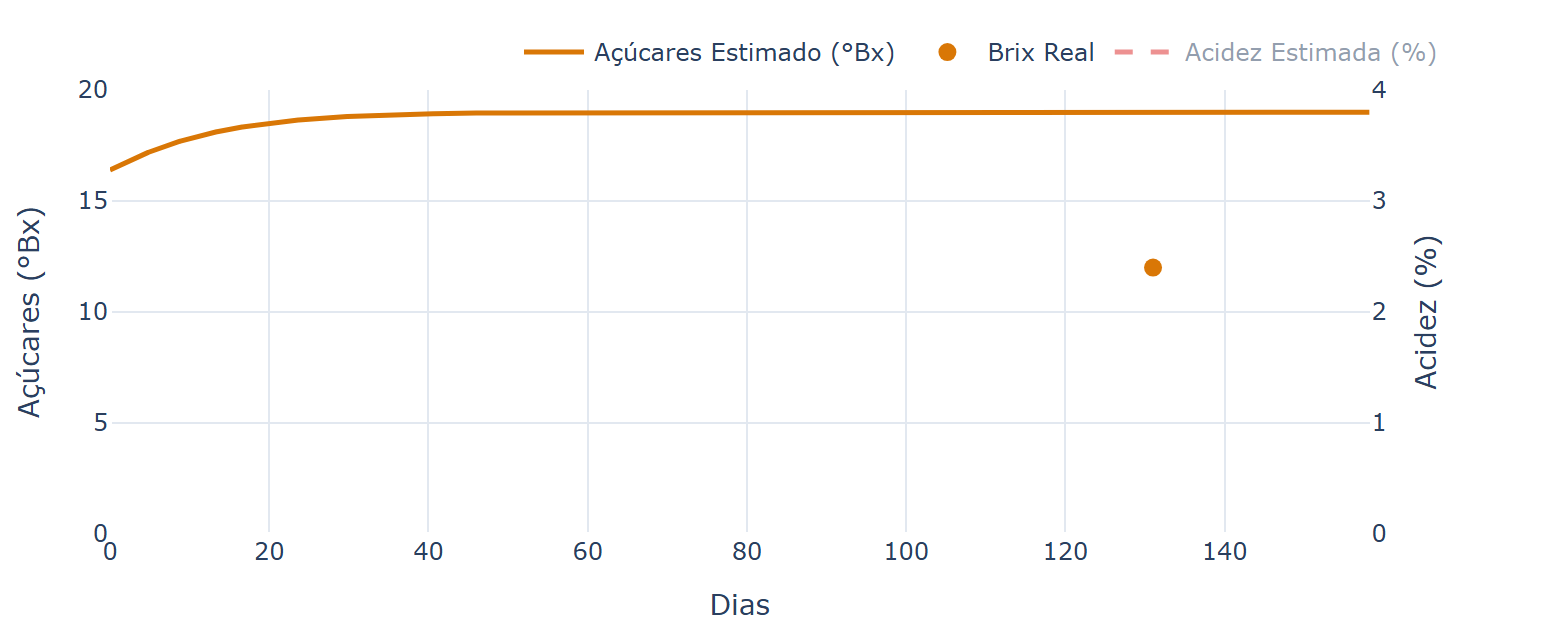 Açúcares Estimado (°Bx) Brix Real Acidez Estimada (%)
20 4
15 3
10 2
5 1
0 0
Açúcares (°Bx)
Acidez (%)
0 20 40 60 80 100 120 140
Dias